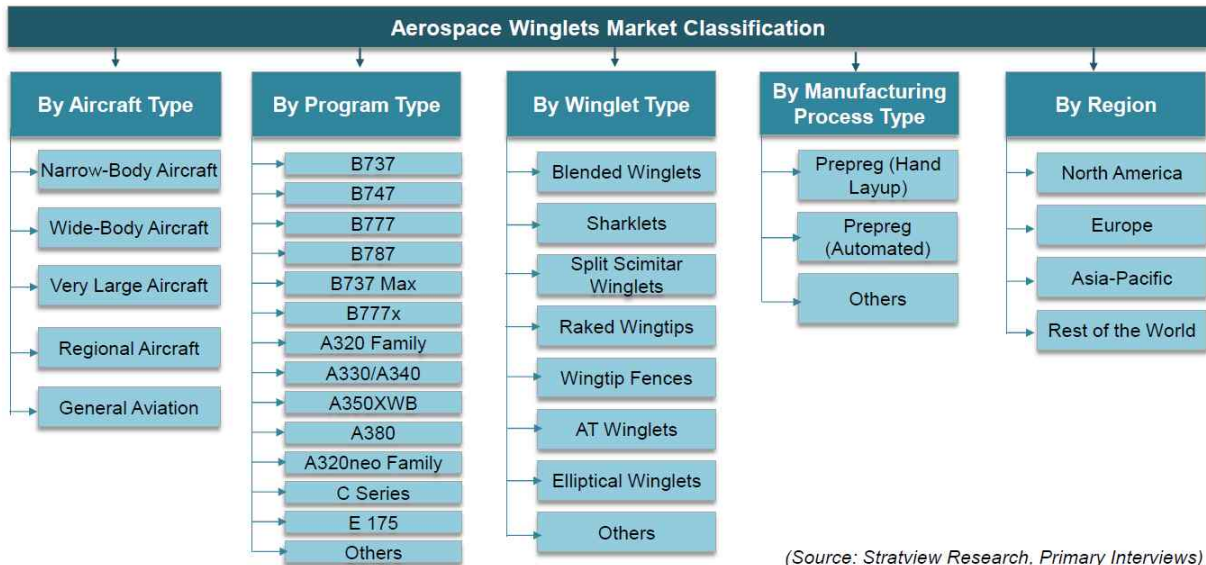 Aerospace Winglets Market Classification
By Aircraft Type
Narrow-Body Aircraft
Wide-Body Aircraft
Very Large Aircraft
Regional Aircraft
General Aviation
By Program Type
B737
B747
B777
B787
B737 Max
B777x
A320 Family
A330/A340
A350XWB
A380
A320neo Family
C Series
E 175
Others
By Winglet Type
Blended Winglets
Sharklets
Split Scimitar
Winglets
Raked Wingtips
Wingtip Fences
AT Winglets
Elliptical Winglets
Others
By Manufacturing
Process Type
Prepreg (Hand
Layup)
Prepreg
(Automated)
Others
By Region
North America
Europe
Asia-Pacific
Rest of the World
(Source: Stratview Research, Primary Interviews)